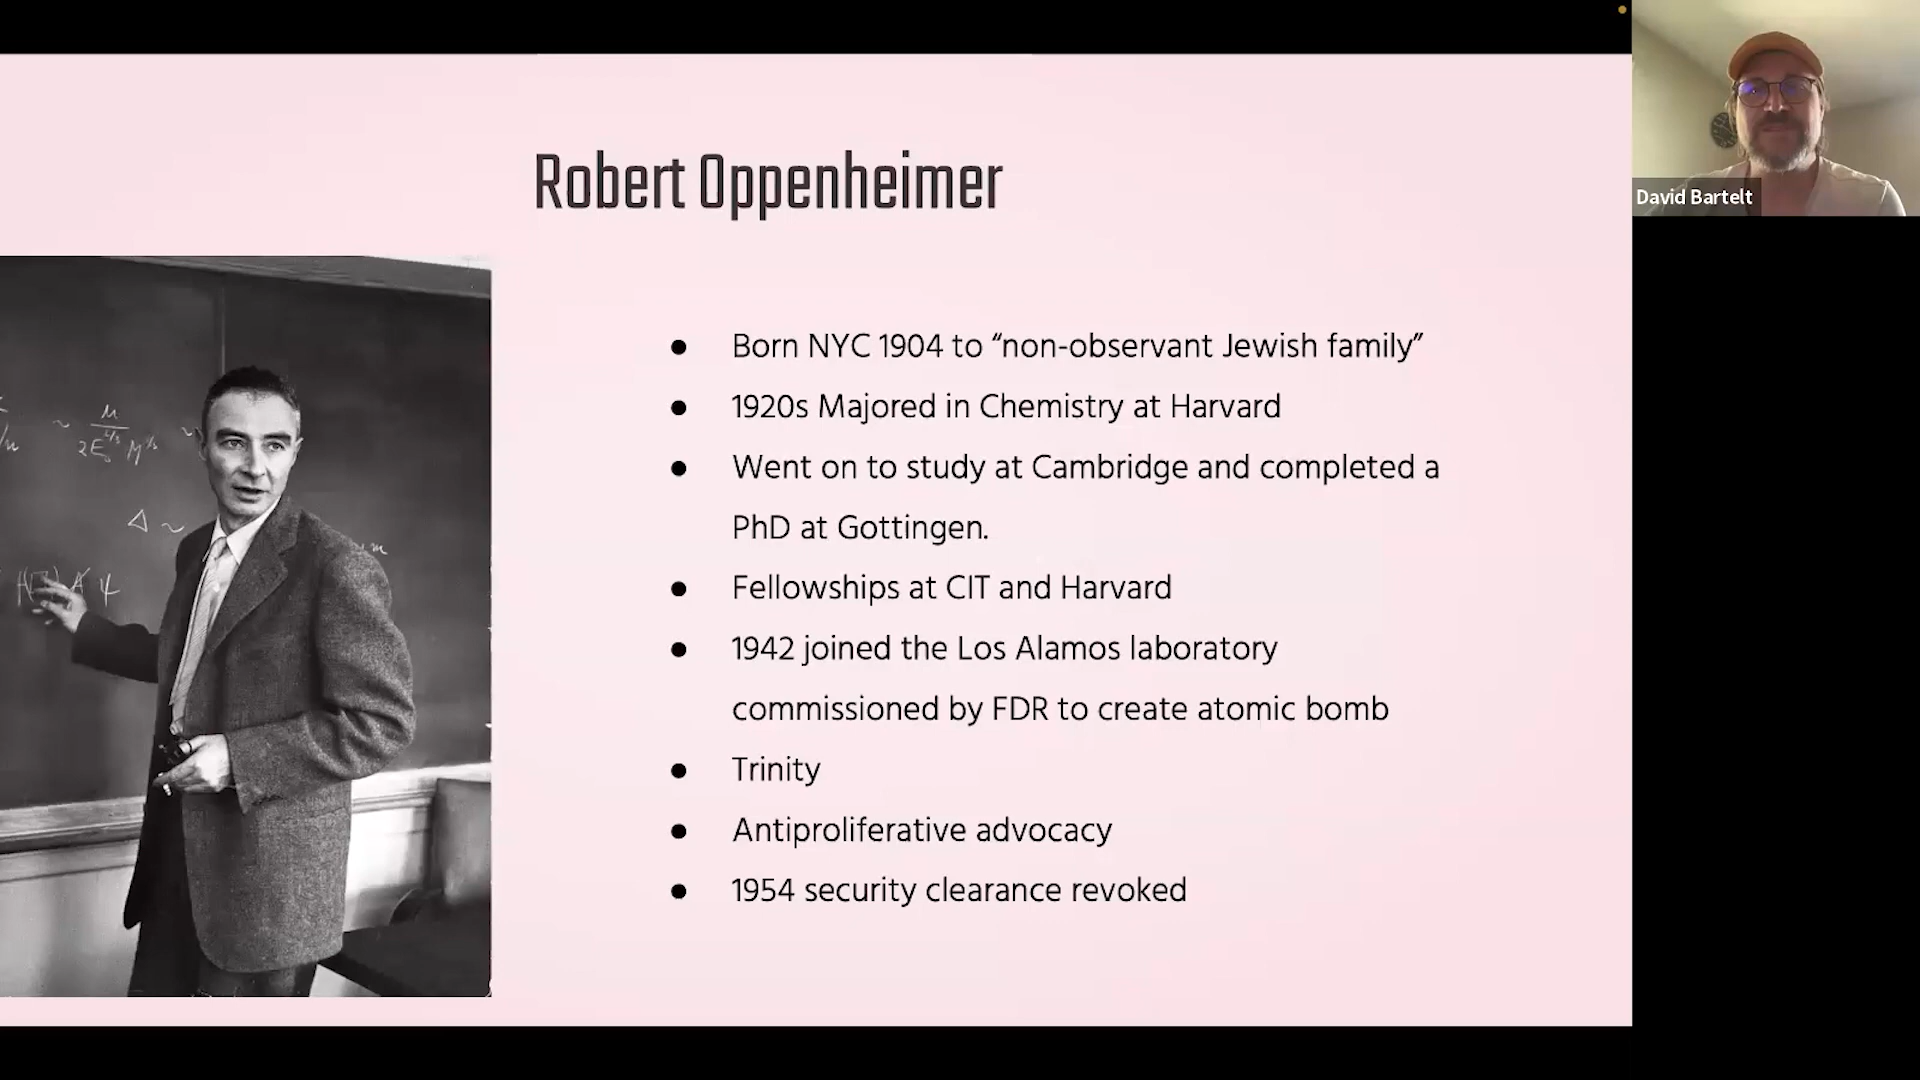 Robert Oppenheimer
● Born NYC 1904 to “non-observant Jewish family”
● 1920s Majored in Chemistry at Harvard
● Went on to study at Cambridge and completed a
PhD at Gottingen.
● Fellowships at CIT and Harvard
● 1942 joined the Los Alamos laboratory
commissioned by FDR to create atomic bomb
● Trinity
● Antiproliferative advocacy
● 1954 security clearance revoked
David Bartelt